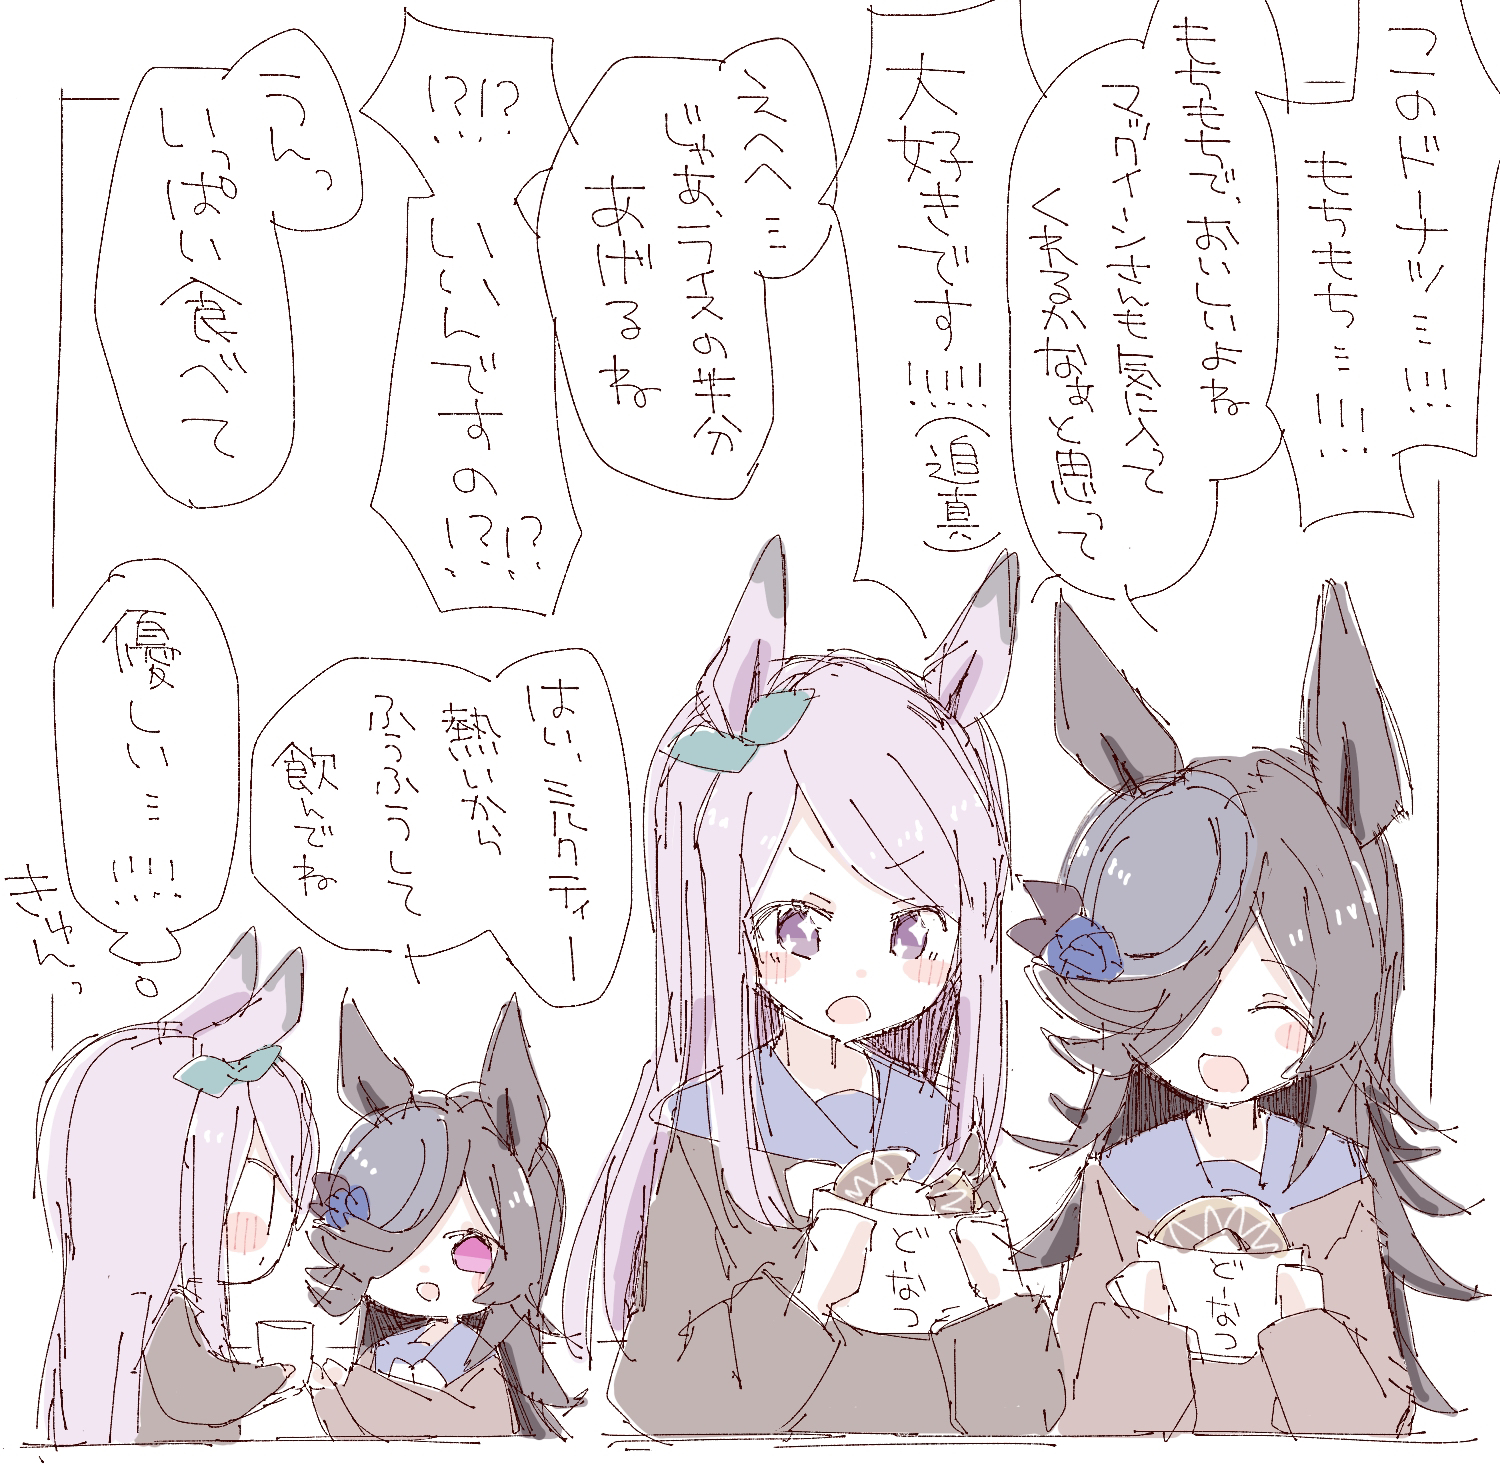 このドーナツ…!!!
＝もちもち…!!!
もちもちで、おいしいよね
マックイーンさんも気に入って
くれるかなぁと思って
大好きです!!!!!(迫真)
えへへ…
じゃあ、ライスの半分
あげるね
!?!?いいんですの!?!?
うんっ
いっぱい食べて
はい、ミルクティー
熱いから
ふうふうして
飲んでね
優しい…!!!!
きゅんっ
どーなつ
どーなつ